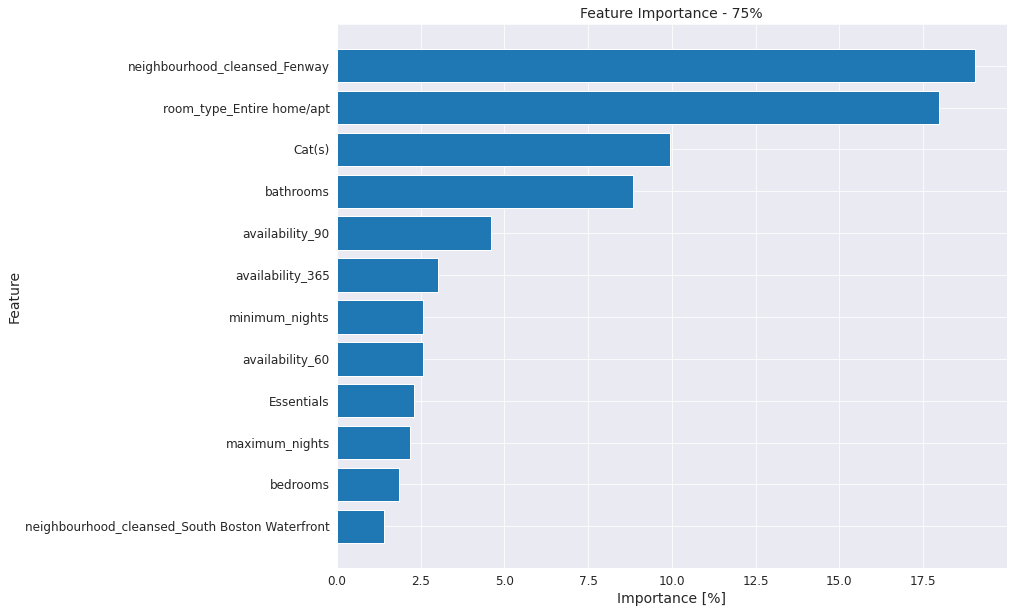 Feature Importance - 75%
Feature
neighbourhood_cleansed_Fenway
room_type_Entire home/apt
Cat(s)
bathrooms
availability_90
availability_365
minimum_nights
availability_60
Essentials
maximum_nights
bedrooms
neighbourhood_cleansed_South Boston Waterfront
0.0 2.5 5.0 7.5 10.0 12.5 15.0 17.5
Importance [%]